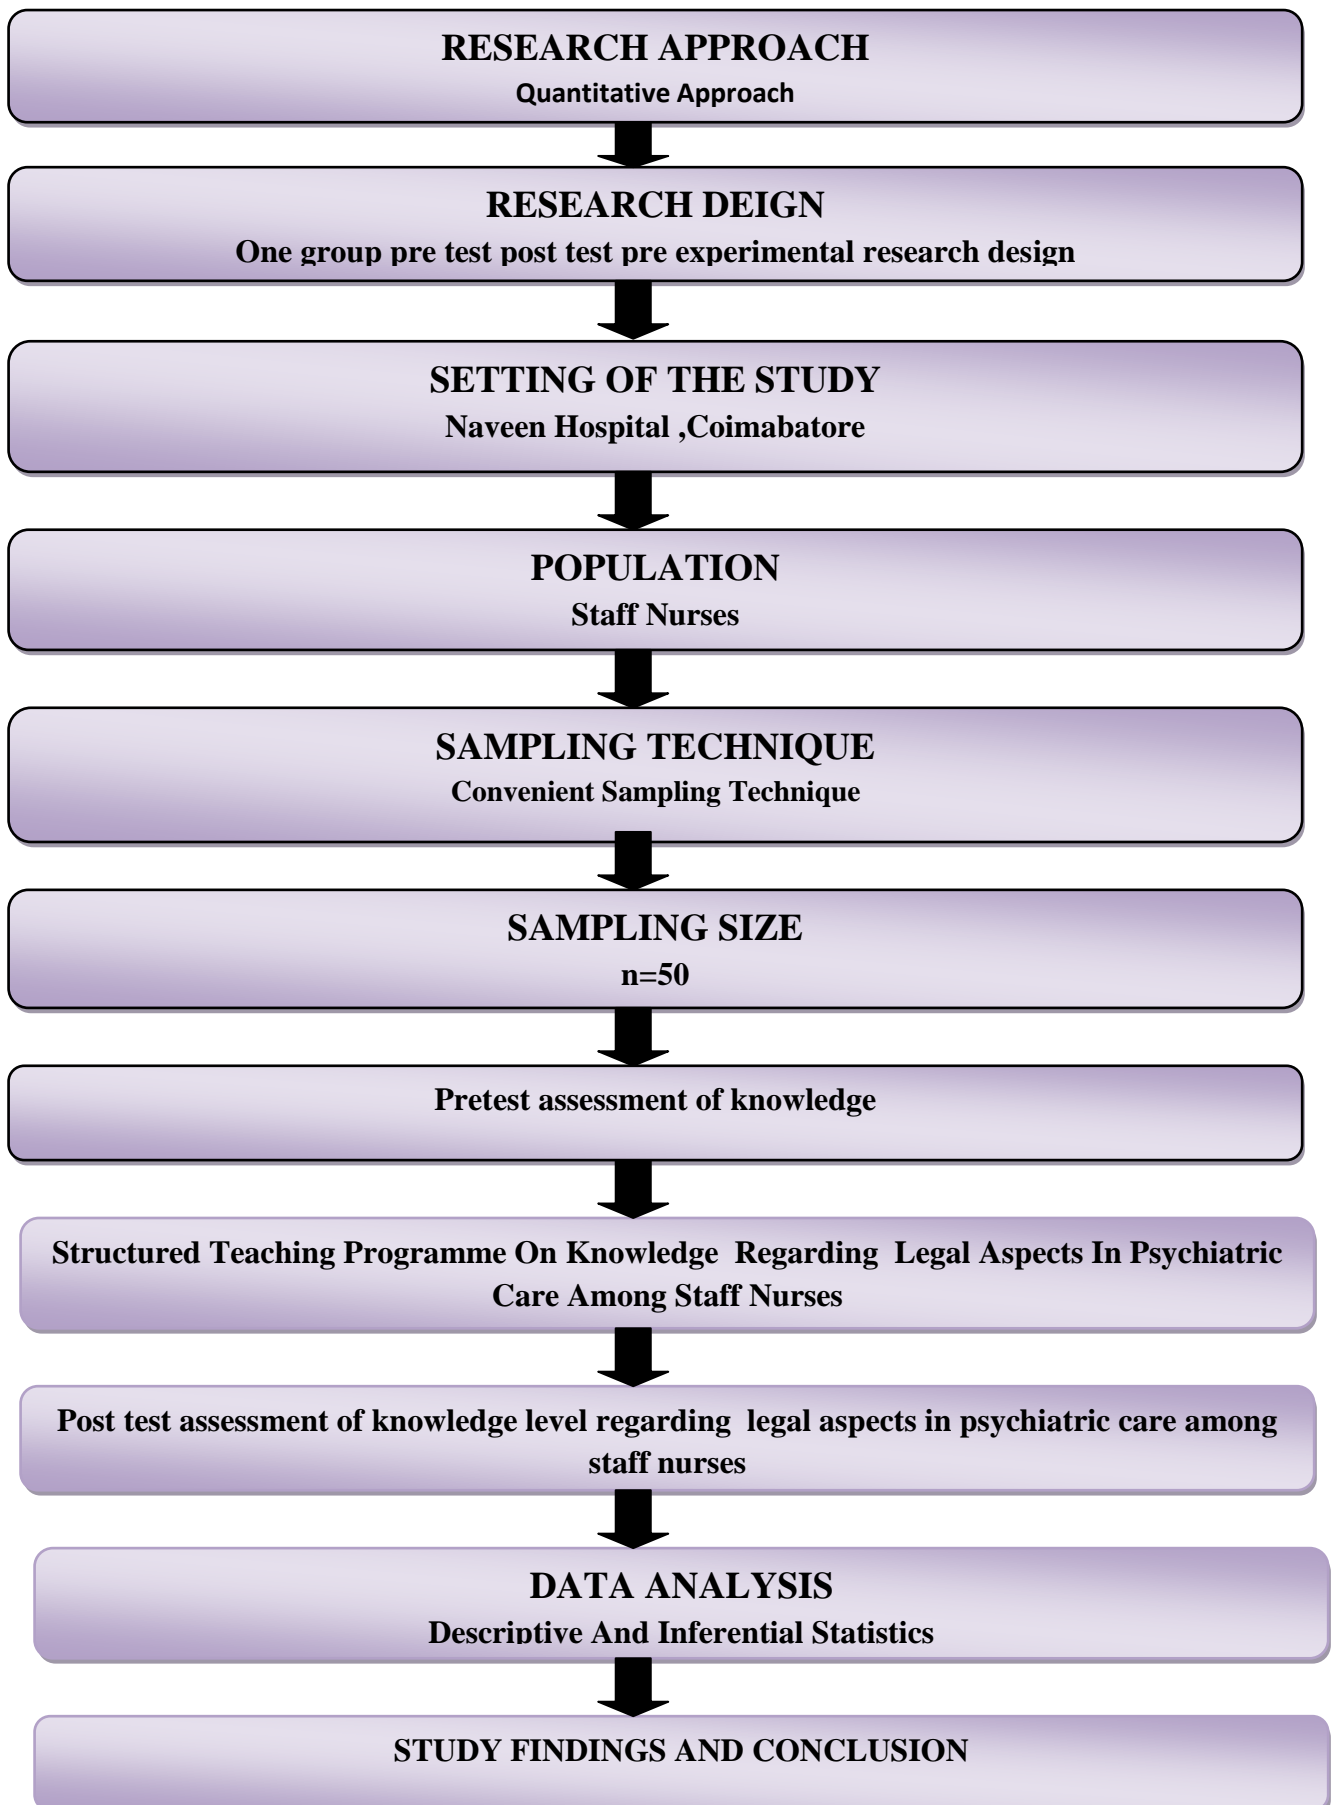 RESEARCH APPROACH
Quantitative Approach
RESEARCH DEIGN
One group pre test post test pre experimental research design
SETTING OF THE STUDY
Naveen Hospital ,Coimabatore
POPULATION
Staff Nurses
SAMPLING TECHNIQUE
Convenient Sampling Technique
SAMPLING SIZE
n=50
Pretest assessment of knowledge
Structured Teaching Programme On Knowledge Regarding Legal Aspects In Psychiatric
Care Among Staff Nurses
Post test assessment of knowledge level regarding legal aspects in psychiatric care among
staff nurses
DATA ANALYSIS
Descriptive And Inferential Statistics
STUDY FINDINGS AND CONCLUSION